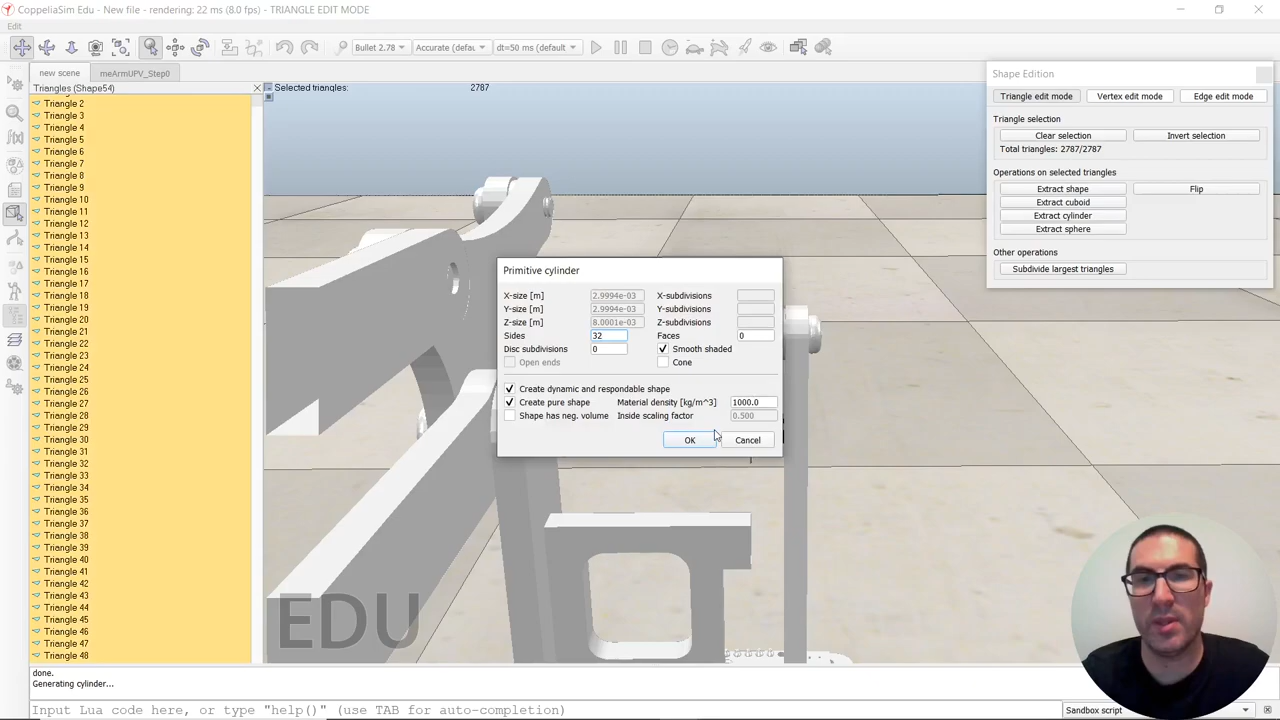 CoppeliaSim Edu - New file - rendering: 22 ms (8.0 fps) - TRIANGLE EDIT MODE
Edit
Bullet 2.78
Accurate (defau
dt=50 ms (default)
new scene
meArmUPV_Step0
Triangles (Shape54)
Selected triangles: 2787
Triangle 2
Triangle 3
Triangle 4
Triangle 5
Triangle 6
Triangle 7
Triangle 8
Triangle 9
Triangle 10
Triangle 11
Triangle 12
Triangle 13
Triangle 14
Triangle 15
Triangle 16
Triangle 17
Triangle 18
Triangle 19
Triangle 20
Triangle 21
Triangle 22
Triangle 23
Triangle 24
Triangle 25
Triangle 26
Triangle 27
Triangle 28
Triangle 29
Triangle 30
Triangle 31
Triangle 32
Triangle 33
Triangle 34
Triangle 35
Triangle 36
Triangle 37
Triangle 38
Triangle 39
Triangle 40
Triangle 41
Triangle 42
Triangle 43
Triangle 44
Triangle 45
Triangle 46
Triangle 47
Triangle 48
Shape Edition
Triangle edit mode Vertex edit mode Edge edit mode
Triangle selection
Clear selection Invert selection
Total triangles: 2787/2787
Operations on selected triangles
Extract shape Flip
Extract cuboid
Extract cylinder
Extract sphere
Other operations
Subdivide largest triangles
Primitive cylinder
X-size [m] 2.9994e-03 X-subdivisions
Y-size [m] 2.9994e-03 Y-subdivisions
Z-size [m] 8.0001e-03 Z-subdivisions
Sides 32 Faces 0
Disc subdivisions 0 Smooth shaded
Open ends Cone
Create dynamic and respondable shape
Create pure shape Material density [kg/m^3] 1000.0
Shape has neg. volume Inside scaling factor 0.500
OK Cancel
EDU
done.
Generating cylinder...
Input Lua code here, or type "help()" (use TAB for auto-completion)
Sandbox script